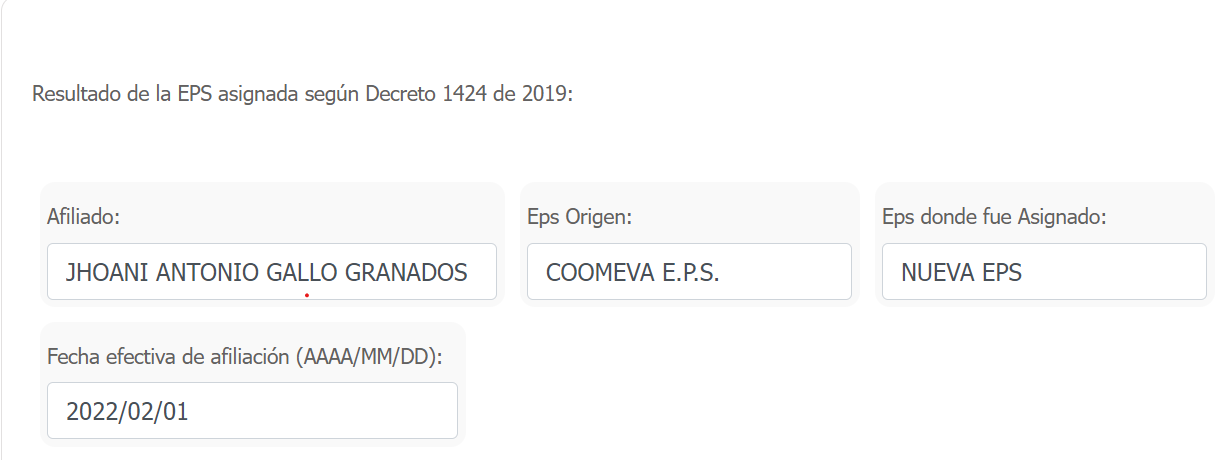 Resultado de la EPS asignada según Decreto 1424 de 2019:
Afiliado:
JHOANI ANTONIO GALLO GRANADOS
Eps Origen:
COOMEVA E.P.S.
Eps donde fue Asignado:
NUEVA EPS
Fecha efectiva de afiliación (AAAA/MM/DD):
2022/02/01